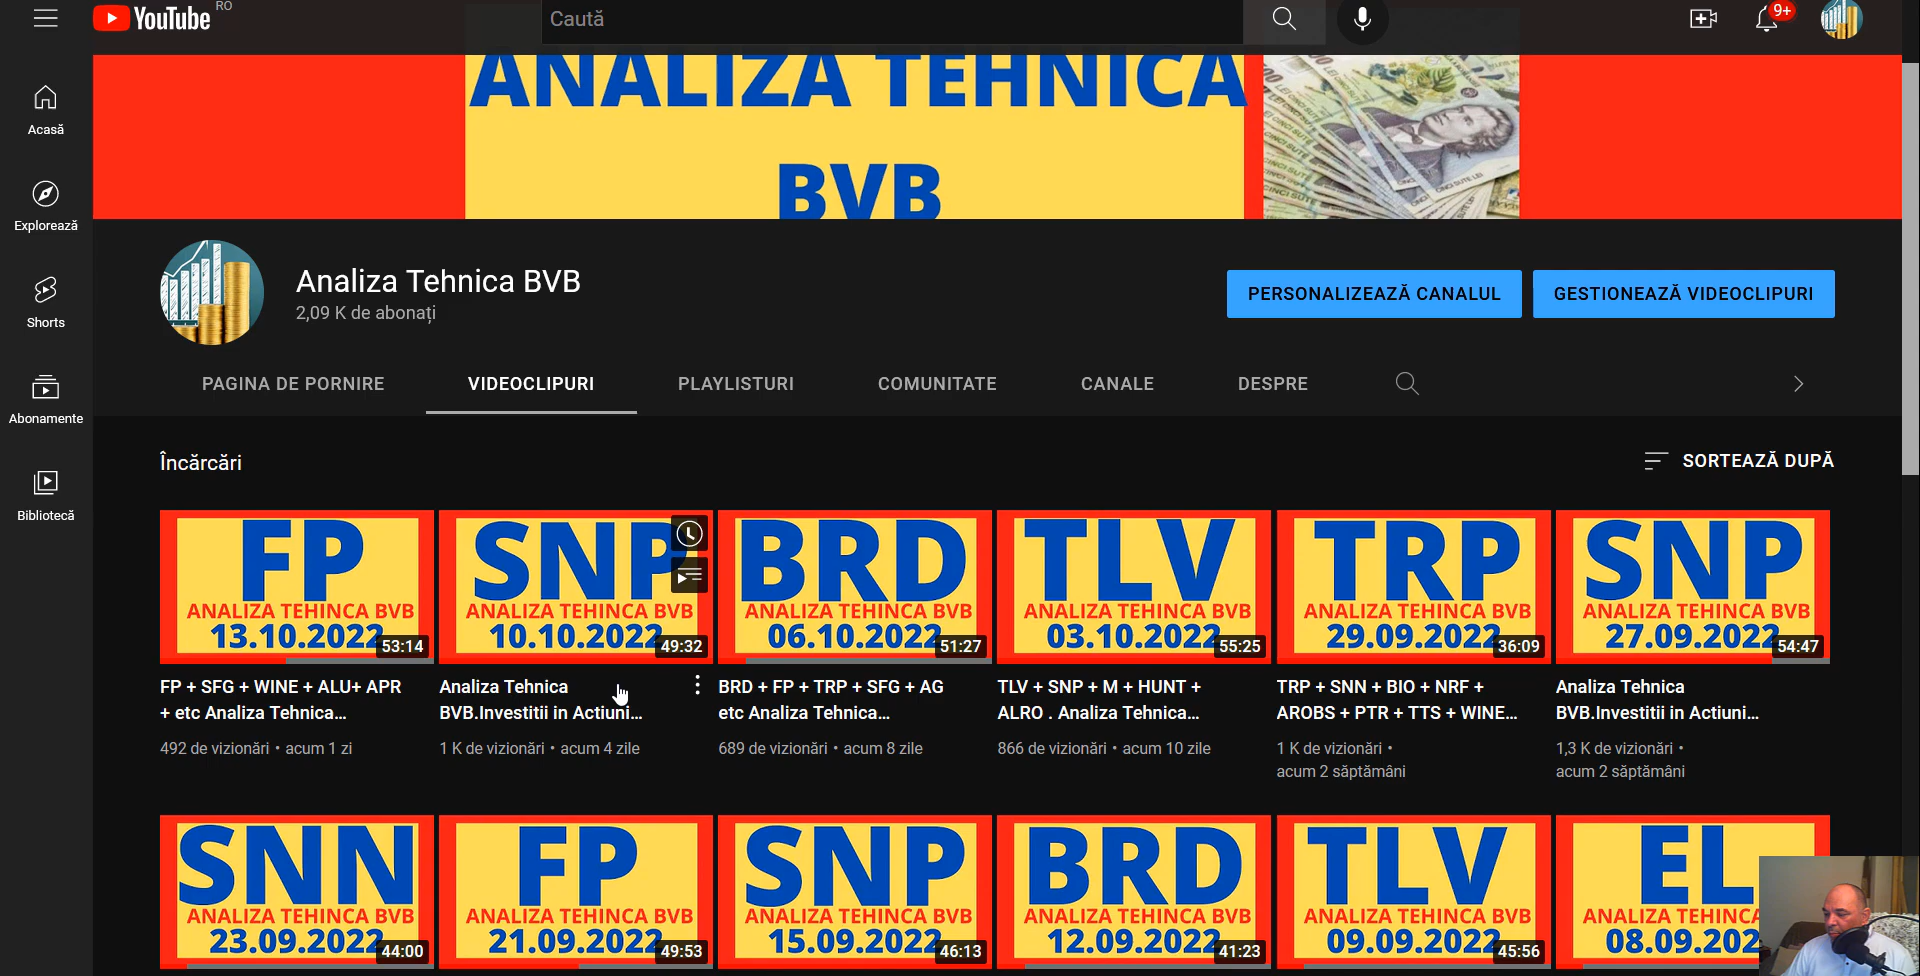 YouTube RO
Caută
9+
Acasă
Explorează
Shorts
Abonamente
Bibliotecă
ANALIZA TEHNICA
BVB
Analiza Tehnica BVB
2,09 K de abonați
PERSONALIZEAZĂ CANALUL
GESTIONEAZĂ VIDEOCLIPURI
PAGINA DE PORNIRE
VIDEOCLIPURI
PLAYLISTURI
COMUNITATE
CANALE
DESPRE
Încărcări
SORTEAZĂ DUPĂ
FP
ANALIZA TEHINCA BVB
13.10.2022
53:14
FP + SFG + WINE + ALU+ APR
+ etc Analiza Tehnica...
492 de vizionări • acum 1 zi
SNP
ANALIZA TEHINCA BVB
10.10.2022
49:32
Analiza Tehnica
BVB.Investitii in Actiuni...
1 K de vizionări • acum 4 zile
BRD
ANALIZA TEHINCA BVB
06.10.2022
51:27
BRD + FP + TRP + SFG + AG
etc Analiza Tehnica...
689 de vizionări • acum 8 zile
TLV
ANALIZA TEHINCA BVB
03.10.2022
55:25
TLV + SNP + M + HUNT +
ALRO . Analiza Tehnica...
866 de vizionări • acum 10 zile
TRP
ANALIZA TEHINCA BVB
29.09.2022
36:09
TRP + SNN + BIO + NRF +
AROBS + PTR + TTS + WINE...
1 K de vizionări •
acum 2 săptămâni
SNP
ANALIZA TEHINCA BVB
27.09.2022
54:47
Analiza Tehnica
BVB.Investitii in Actiuni...
1,3 K de vizionări •
acum 2 săptămâni
SNN
ANALIZA TEHINCA BVB
23.09.2022
44:00
FP
ANALIZA TEHINCA BVB
21.09.2022
49:53
SNP
ANALIZA TEHINCA BVB
15.09.2022
46:13
BRD
ANALIZA TEHINCA BVB
12.09.2022
41:23
TLV
ANALIZA TEHINCA BVB
09.09.2022
45:56
EL
ANALIZA TEHINCA
08.09.202